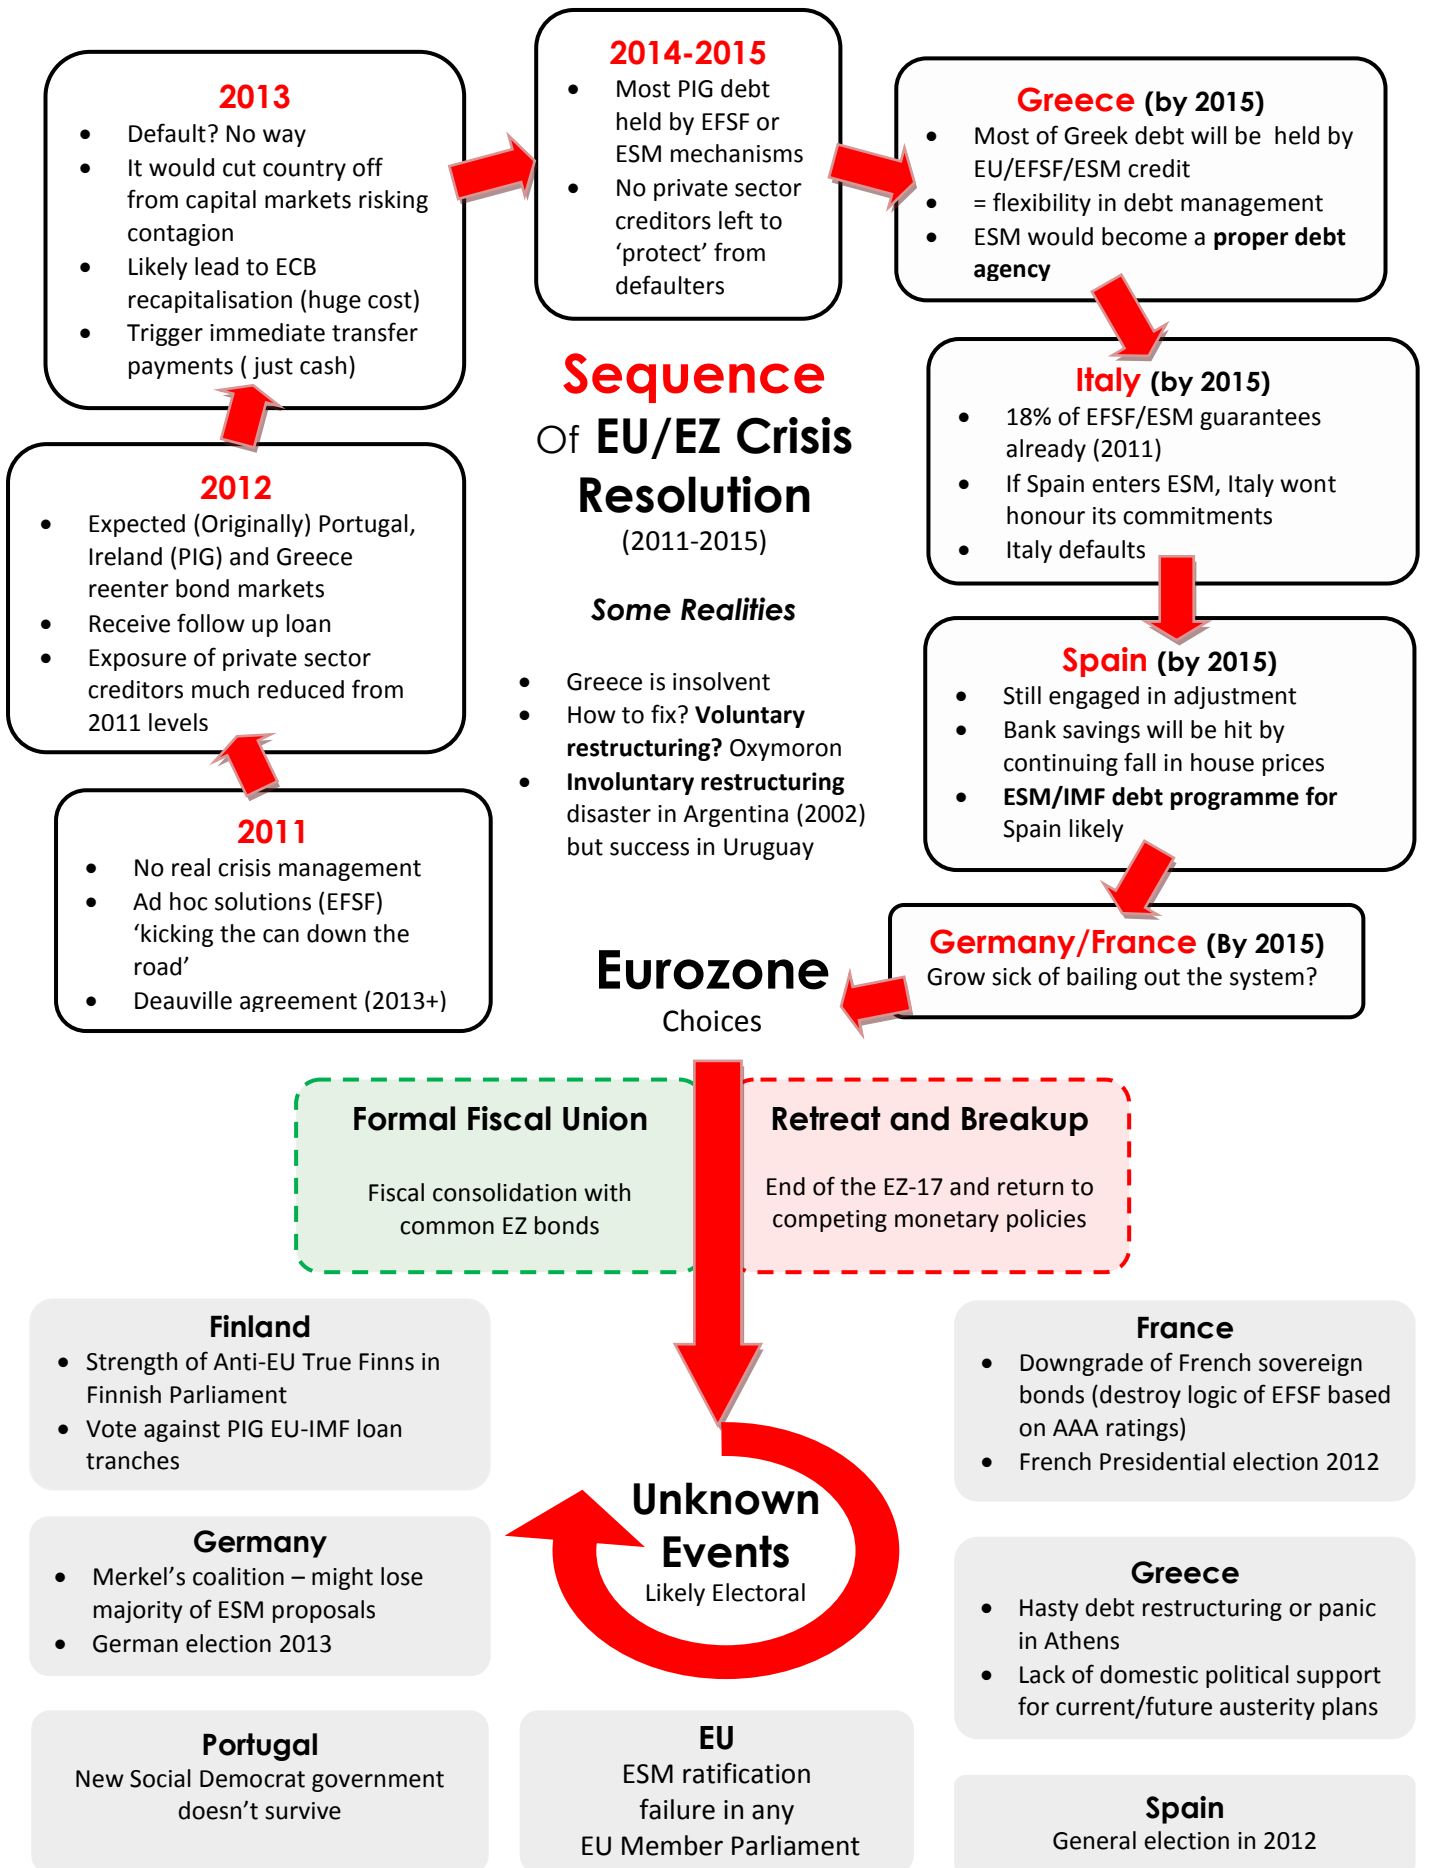 2011
• No real crisis management
• Ad hoc solutions (EFSF)
‘kicking the can down the
road’
• Deauville agreement (2013+)
2012
• Expected (Originally) Portugal,
Ireland (PIG) and Greece
reenter bond markets
• Receive follow up loan
• Exposure of private sector
creditors much reduced from
2011 levels
2013
• Default? No way
• It would cut country off
from capital markets risking
contagion
• Likely lead to ECB
recapitalisation (huge cost)
• Trigger immediate transfer
payments ( just cash)
2014-2015
• Most PIG debt
held by EFSF or
ESM mechanisms
• No private sector
creditors left to
‘protect’ from
defaulters
Greece (by 2015)
• Most of Greek debt will be held by
EU/EFSF/ESM credit
• = flexibility in debt management
• ESM would become a proper debt
agency
Italy (by 2015)
• 18% of EFSF/ESM guarantees
already (2011)
• If Spain enters ESM, Italy wont
honour its commitments
• Italy defaults
Spain (by 2015)
• Still engaged in adjustment
• Bank savings will be hit by
continuing fall in house prices
• ESM/IMF debt programme for
Spain likely
Germany/France (By 2015)
Grow sick of bailing out the system?
Sequence
Of EU/EZ Crisis
Resolution
(2011-2015)
Some Realities
• Greece is insolvent
• How to fix? Voluntary
restructuring? Oxymoron
• Involuntary restructuring
disaster in Argentina (2002)
but success in Uruguay
Eurozone
Choices
Formal Fiscal Union
Fiscal consolidation with
common EZ bonds
Retreat and Breakup
End of the EZ-17 and return to
competing monetary policies
Unknown
Events
Likely Electoral
Finland
• Strength of Anti-EU True Finns in
Finnish Parliament
• Vote against PIG EU-IMF loan
tranches
Germany
• Merkel’s coalition – might lose
majority of ESM proposals
• German election 2013
Portugal
New Social Democrat government
doesn’t survive
EU
ESM ratification
failure in any
EU Member Parliament
France
• Downgrade of French sovereign
bonds (destroy logic of EFSF based
on AAA ratings)
• French Presidential election 2012
Greece
• Hasty debt restructuring or panic
in Athens
• Lack of domestic political support
for current/future austerity plans
Spain
General election in 2012